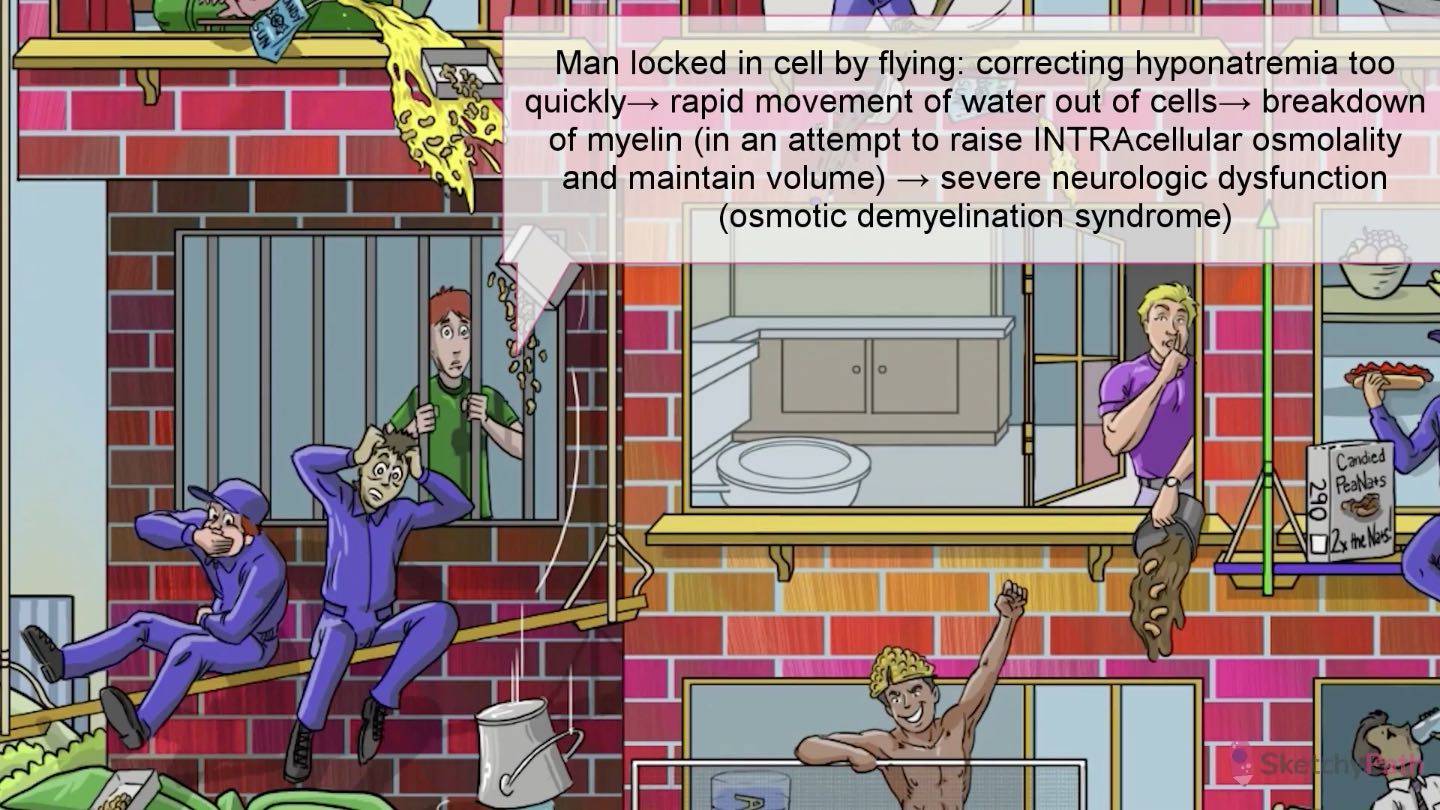 SUN
Man locked in cell by flying: correcting hyponatremia too
quickly→ rapid movement of water out of cells→ breakdown
of myelin (in an attempt to raise INTRAcellular osmolality
and maintain volume) → severe neurologic dysfunction
(osmotic demyelination syndrome)
Candied
PeaNa+s
290
2x the Nats!
SketchyPath